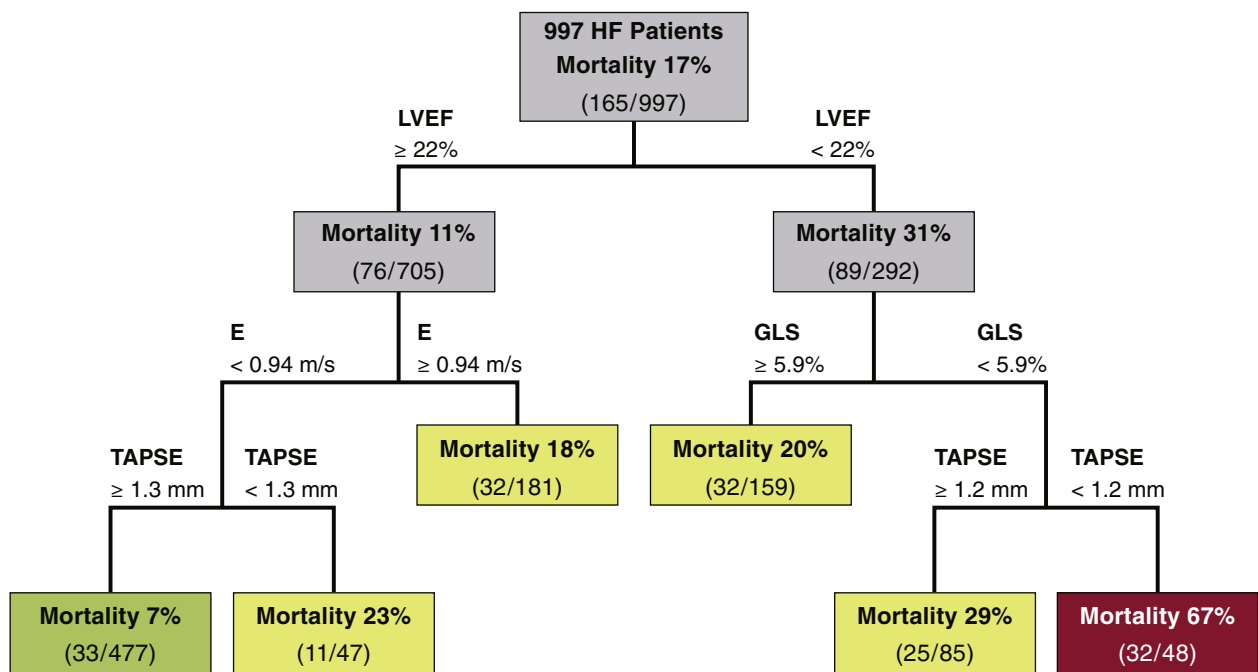 997 HF Patients
Mortality 17%
(165/997)
LVEF
≥ 22%
LVEF
< 22%
Mortality 11%
(76/705)
Mortality 31%
(89/292)
E
< 0.94 m/s
E
≥ 0.94 m/s
GLS
≥ 5.9%
GLS
< 5.9%
Mortality 18%
(32/181)
Mortality 20%
(32/159)
TAPSE
≥ 1.3 mm
TAPSE
< 1.3 mm
TAPSE
≥ 1.2 mm
TAPSE
< 1.2 mm
Mortality 7%
(33/477)
Mortality 23%
(11/47)
Mortality 29%
(25/85)
Mortality 67%
(32/48)